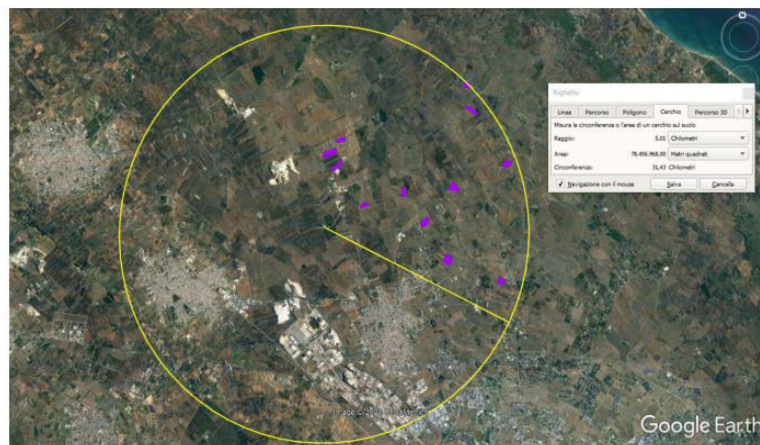 N
Righello
Linea Percorso Poligono Cerchio Percorso 3D
Misura la circonferenza o l'area di un cerchio sul suolo
Raggio: 5.01 Chilometri
Area: 78.456.968,00 Metri quadrati
Circonferenza: 31.43 Chilometri
Navigazione con il mouse Salva Cancella
Google Earth